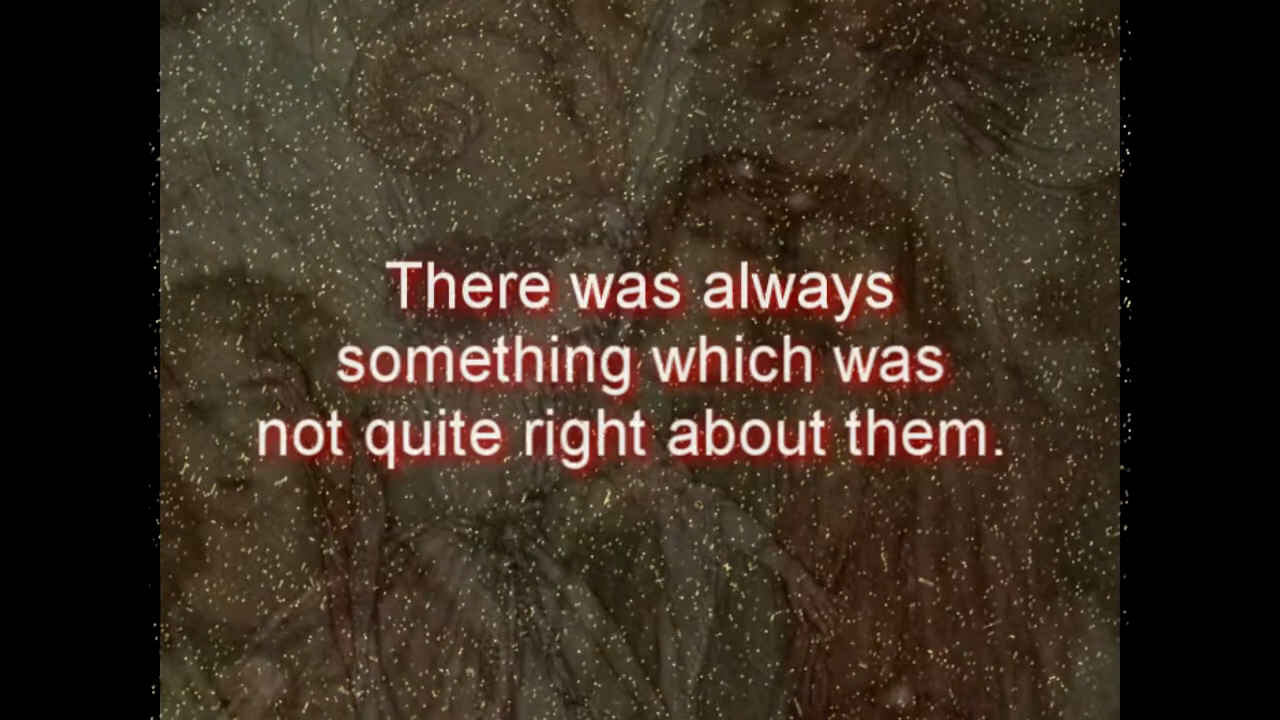 There was always
something which was
not quite right about them.